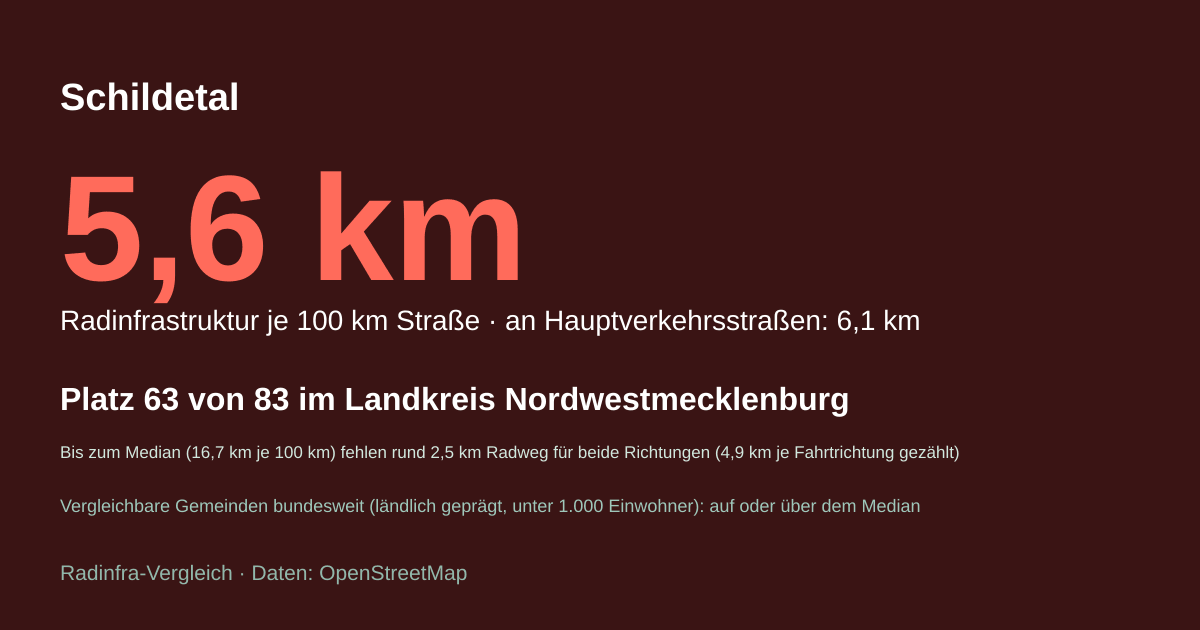 Schildetal
5,6 km
Radinfrastruktur je 100 km Straße · an Hauptverkehrsstraßen: 6,1 km
Platz 63 von 83 im Landkreis Nordwestmecklenburg
Bis zum Median (16,7 km je 100 km) fehlen rund 2,5 km Radweg für beide Richtungen (4,9 km je Fahrtrichtung gezählt)
Vergleichbare Gemeinden bundesweit (ländlich geprägt, unter 1.000 Einwohner): auf oder über dem Median
Radinfra-Vergleich · Daten: OpenStreetMap